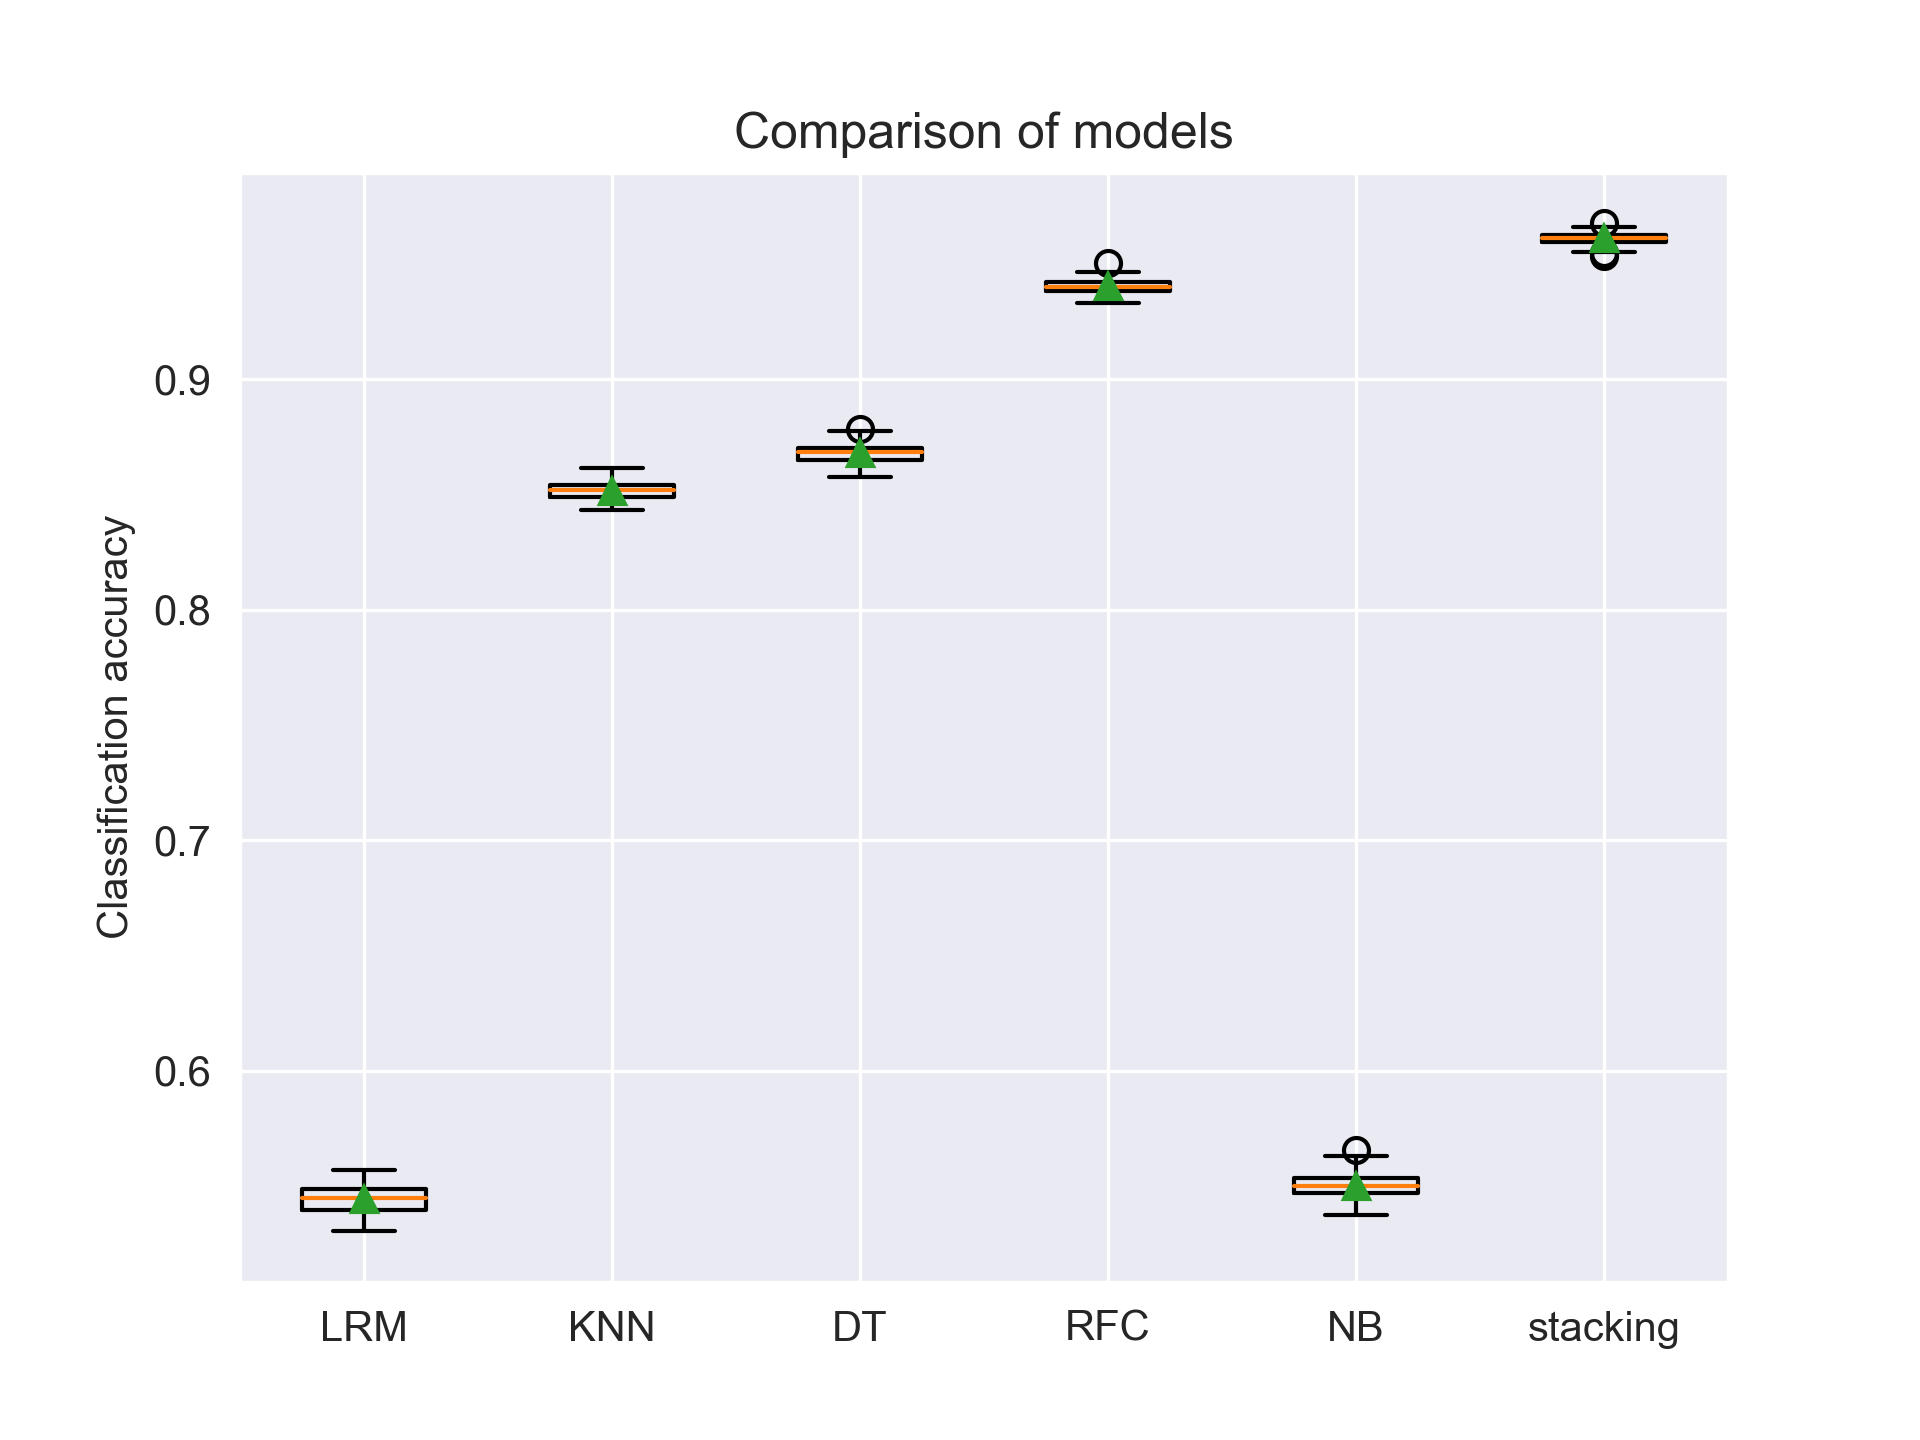 Comparison of models
Classification accuracy
0.9
0.8
0.7
0.6
LRM KNN DT RFC NB stacking